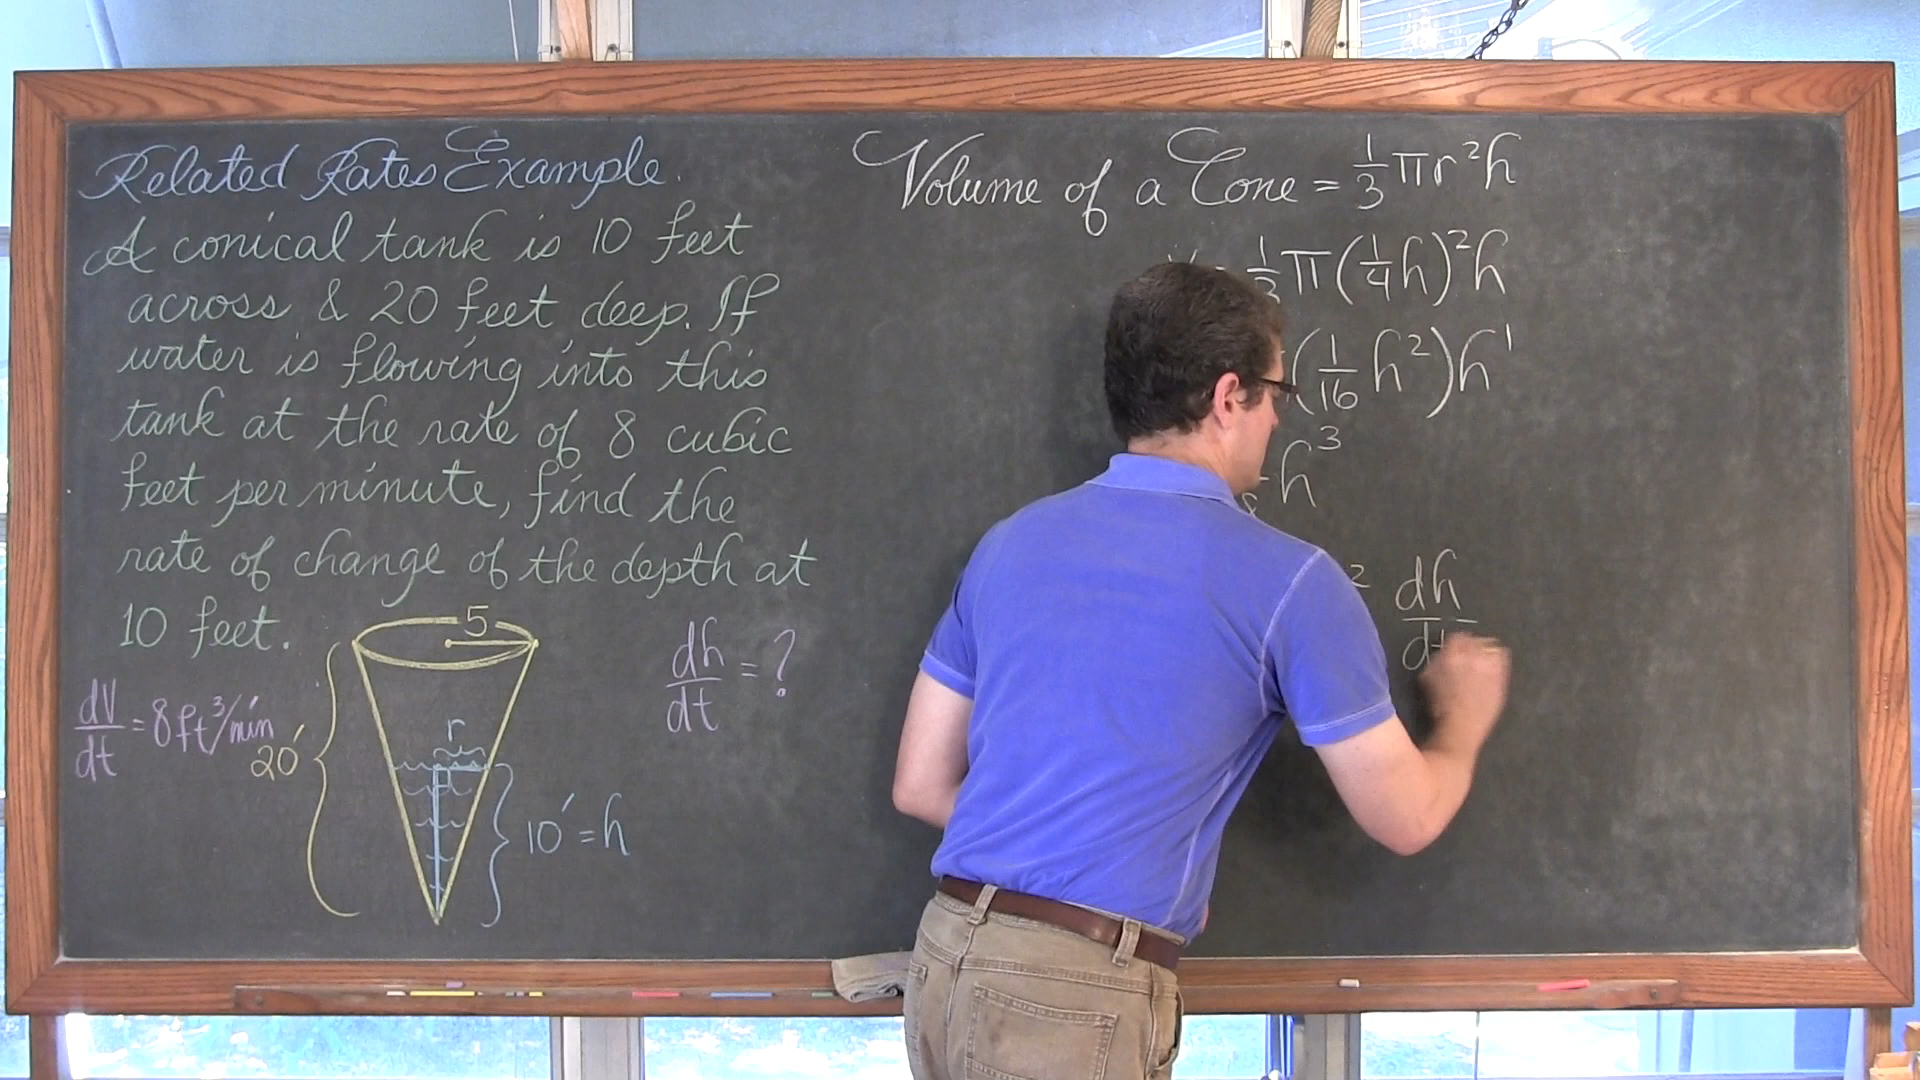 Related Rates Example.
A conical tank is 10 feet
across & 20 feet deep. If
water is flowing into this
tank at the rate of 8 cubic
feet per minute, find the
rate of change of the depth at
10 feet.
5
dV/dt = 8 ft³/min
20'
r
10' = h
dh/dt = ?
Volume of a Cone = 1/3 πr²h
1/3 π(1/4 h)²h
(1/16 h²)h¹
h³
² dh/dt